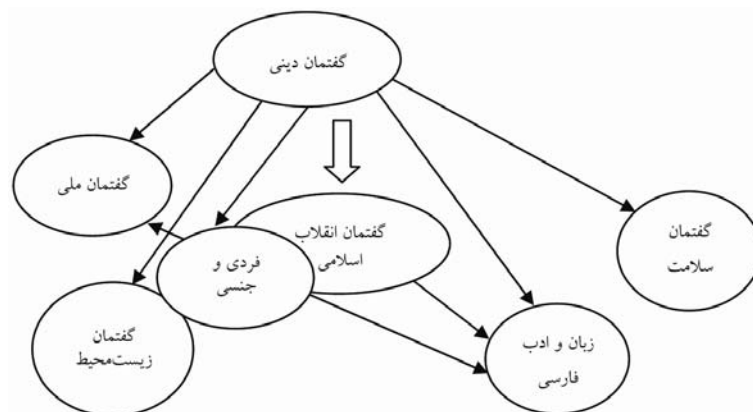 گفتمان دینی
گفتمان ملی
گفتمان انقلاب
اسلامی
گفتمان
سلامت
فردی و
جنسی
گفتمان
زیست‌محیط
زبان و ادب
فارسی